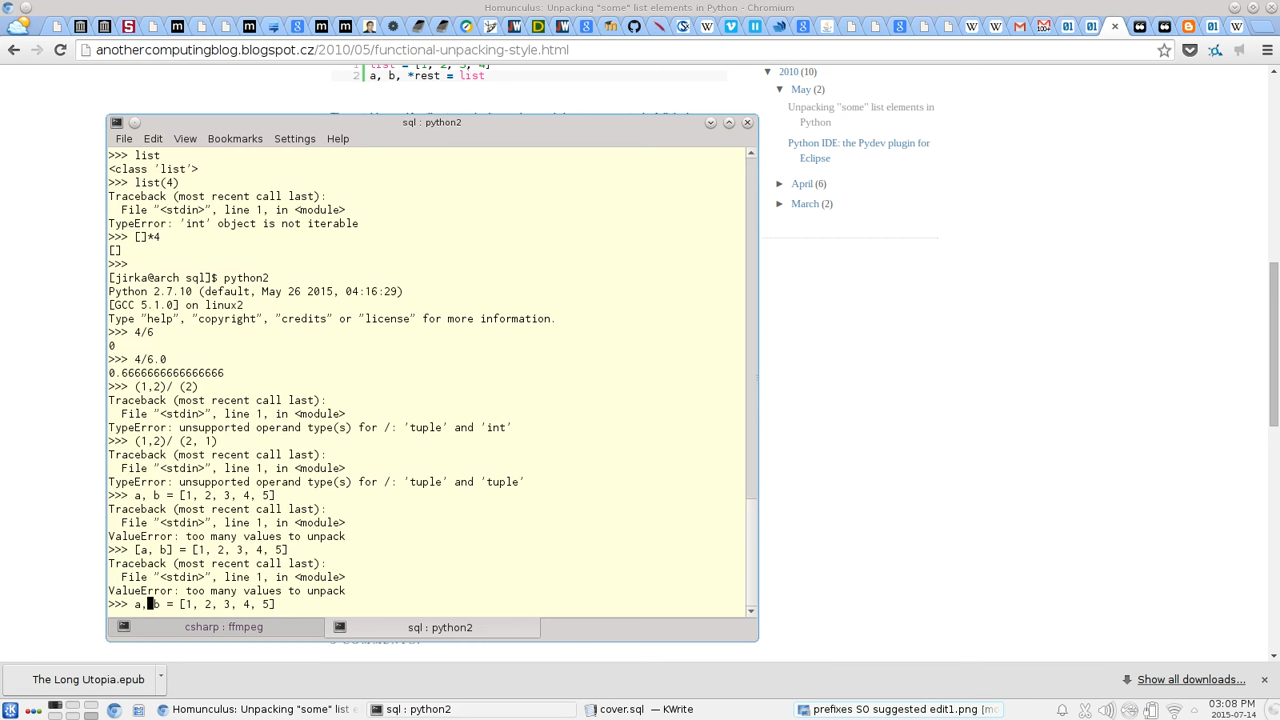 Homunculus: Unpacking "some" list elements in Python - Chromium
anothercomputingblog.blogspot.cz/2010/05/functional-unpacking-style.html
2 a, b, *rest = list
▼ 2010 (10)
▼ May (2)
Unpacking "some" list elements in
Python
Python IDE: the Pydev plugin for
Eclipse
► April (6)
► March (2)
sql : python2
File Edit View Bookmarks Settings Help
>>> list
<class 'list'>
>>> list(4)
Traceback (most recent call last):
File "<stdin>", line 1, in <module>
TypeError: 'int' object is not iterable
>>> []*4
[]
>>>
[jirka@arch sql]$ python2
Python 2.7.10 (default, May 26 2015, 04:16:29)
[GCC 5.1.0] on linux2
Type "help", "copyright", "credits" or "license" for more information.
>>> 4/6
0
>>> 4/6.0
0.6666666666666666
>>> (1,2)/ (2)
Traceback (most recent call last):
File "<stdin>", line 1, in <module>
TypeError: unsupported operand type(s) for /: 'tuple' and 'int'
>>> (1,2)/ (2, 1)
Traceback (most recent call last):
File "<stdin>", line 1, in <module>
TypeError: unsupported operand type(s) for /: 'tuple' and 'tuple'
>>> a, b = [1, 2, 3, 4, 5]
Traceback (most recent call last):
File "<stdin>", line 1, in <module>
ValueError: too many values to unpack
>>> [a, b] = [1, 2, 3, 4, 5]
Traceback (most recent call last):
File "<stdin>", line 1, in <module>
ValueError: too many values to unpack
>>> a, b = [1, 2, 3, 4, 5]
csharp : ffmpeg sql : python2
The Long Utopia.epub Show all downloads...
Homunculus: Unpacking "some" list e sql : python2 cover.sql — KWrite prefixes SO suggested edit1.png [mo 03:08 PM
2015-07-14